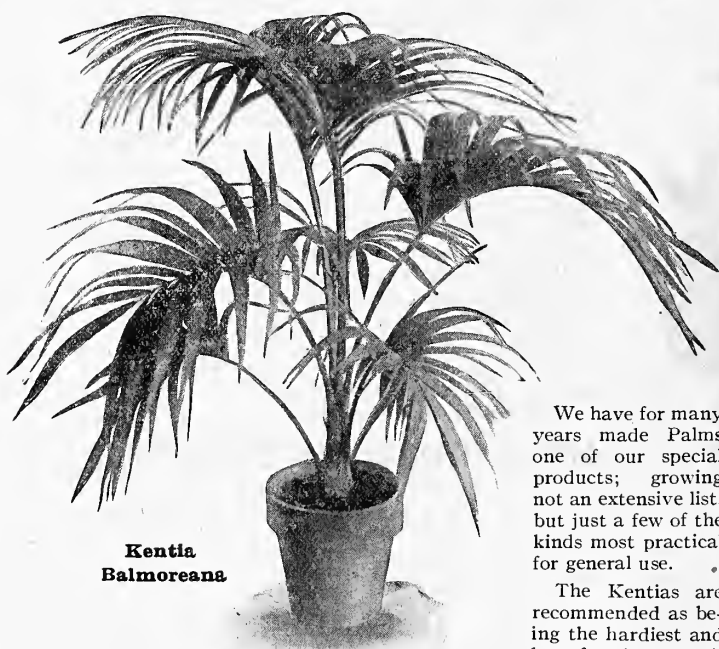 Kentia
Balmoreana
We have for many
years made Palms
one of our special
products; growing
not an extensive list
but just a few of the
kinds most practical
for general use.
The Kentias are
recommended as be-
ing the hardiest and